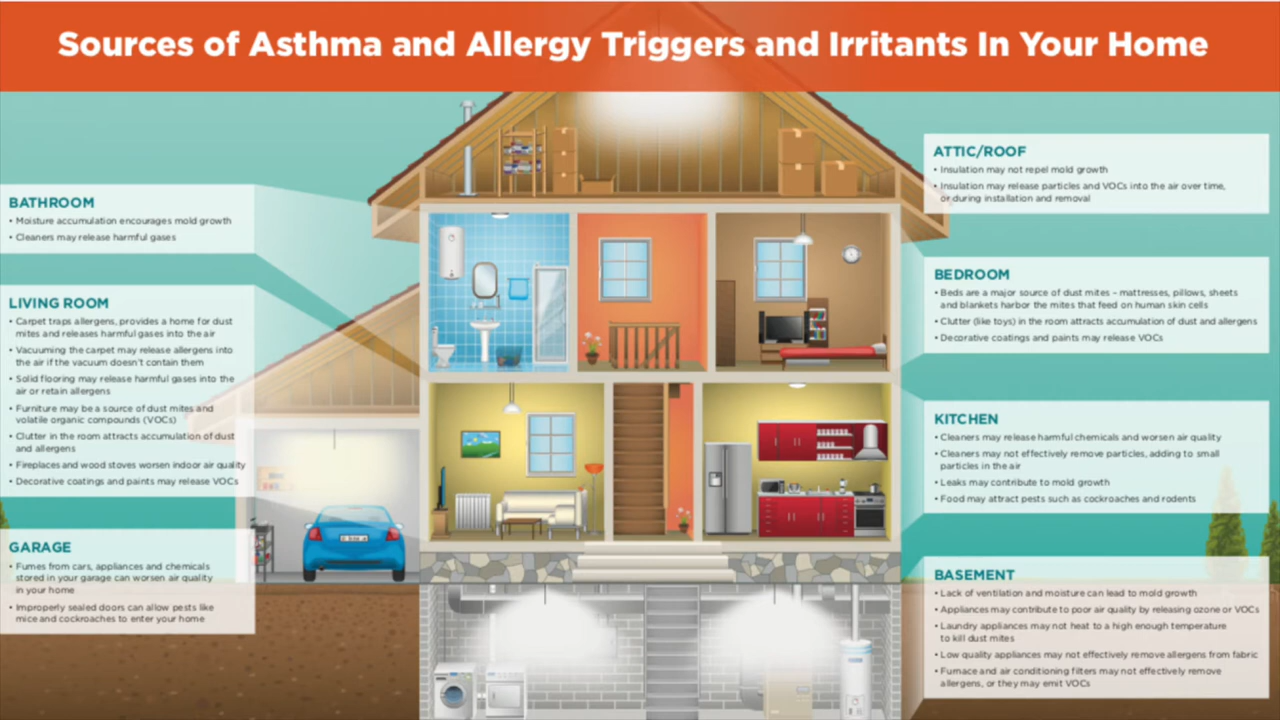 Sources of Asthma and Allergy Triggers and Irritants In Your Home
BATHROOM
• Moisture accumulation encourages mold growth
• Cleaners may release harmful gases
LIVING ROOM
• Carpet traps allergens, provides a home for dust
mites and releases harmful gases into the air
• Vacuuming the carpet may release allergens into
the air if the vacuum doesn't contain them
• Solid flooring may release harmful gases into the
air or retain allergens
• Furniture may be a source of dust mites and
volatile organic compounds (VOCs)
• Clutter in the room attracts accumulation of dust
and allergens
• Fireplaces and wood stoves worsen indoor air quality
• Decorative coatings and paints may release VOCs
GARAGE
• Fumes from cars, appliances and chemicals
stored in your garage can worsen air quality
in your home
• Improperly sealed doors can allow pests like
mice and cockroaches to enter your home
ATTIC/ROOF
• Insulation may not repel mold growth
• Insulation may release particles and VOCs into the air over time,
or during installation and removal
BEDROOM
• Beds are a major source of dust mites – mattresses, pillows, sheets
and blankets harbor the mites that feed on human skin cells
• Clutter (like toys) in the room attracts accumulation of dust and allergens
• Decorative coatings and paints may release VOCs
KITCHEN
• Cleaners may release harmful chemicals and worsen air quality
• Cleaners may not effectively remove particles, adding to small
particles in the air
• Leaks may contribute to mold growth
• Food may attract pests such as cockroaches and rodents
BASEMENT
• Lack of ventilation and moisture can lead to mold growth
• Appliances may contribute to poor air quality by releasing ozone or VOCs
• Laundry appliances may not heat to a high enough temperature
to kill dust mites
• Low quality appliances may not effectively remove allergens from fabric
• Furnace and air conditioning filters may not effectively remove
allergens, or they may emit VOCs